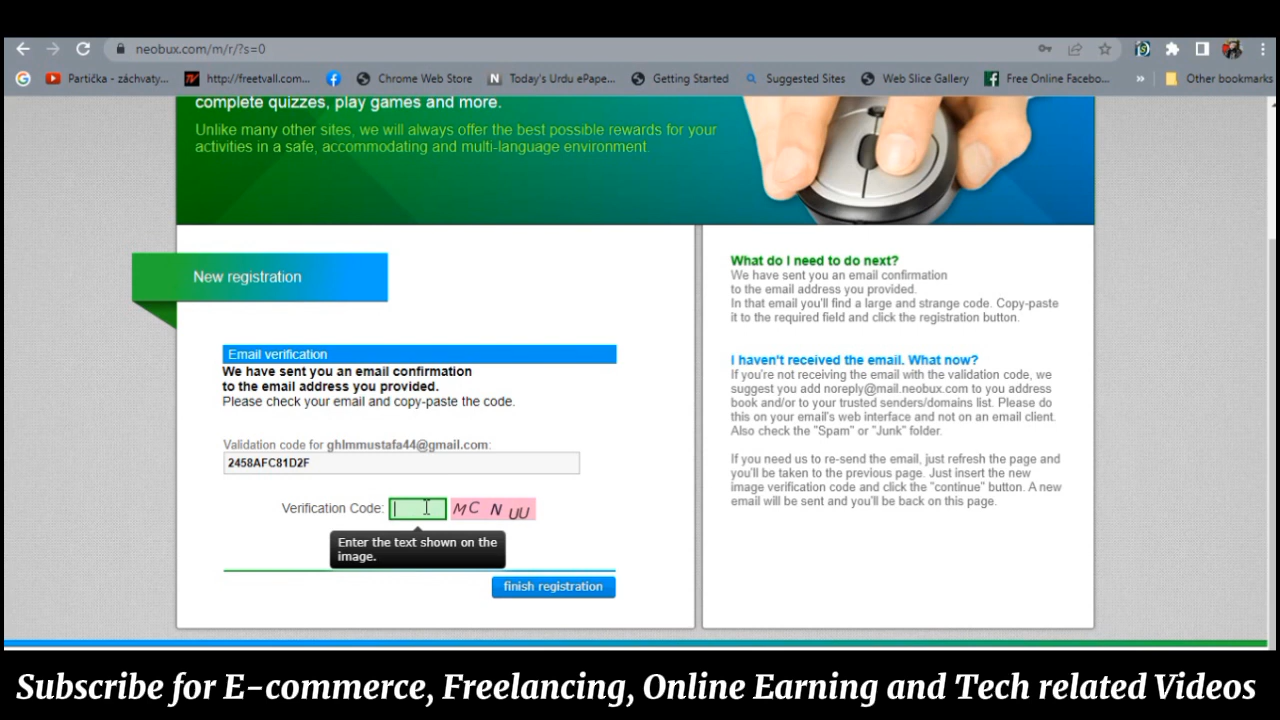 neobux.com/m/r/?s=0
Partička - záchvaty...
http://freetvall.com...
Chrome Web Store
Today's Urdu ePape...
Getting Started
Suggested Sites
Web Slice Gallery
Free Online Facebo...
»
Other bookmarks
complete quizzes, play games and more.
Unlike many other sites, we will always offer the best possible rewards for your
activities in a safe, accommodating and multi-language environment.
New registration
Email verification
We have sent you an email confirmation
to the email address you provided.
Please check your email and copy-paste the code.
Validation code for ghlmmustafa44@gmail.com:
2458AFC81D2F
Verification Code: MC N UU
Enter the text shown on the
image.
finish registration
What do I need to do next?
We have sent you an email confirmation
to the email address you provided.
In that email you'll find a large and strange code. Copy-paste
it to the required field and click the registration button.
I haven't received the email. What now?
If you're not receiving the email with the validation code, we
suggest you add noreply@mail.neobux.com to you address
book and/or to your trusted senders/domains list. Please do
this on your email's web interface and not on an email client.
Also check the "Spam" or "Junk" folder.
If you need us to re-send the email, just refresh the page and
you'll be taken to the previous page. Just insert the new
image verification code and click the "continue" button. A new
email will be sent and you'll be back on this page.
Subscribe for E-commerce, Freelancing, Online Earning and Tech related Videos